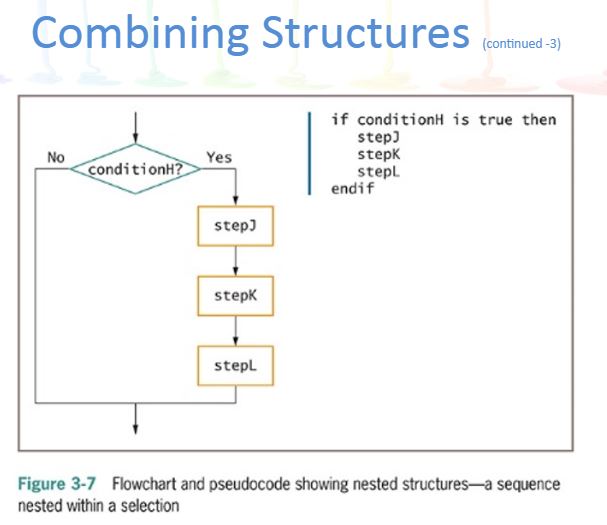 Combining Structures (continued -3)
No
conditionH?
Yes
stepJ
stepK
stepL
if conditionH is true then
stepJ
stepK
stepL
endif
Figure 3-7 Flowchart and pseudocode showing nested structures—a sequence
nested within a selection